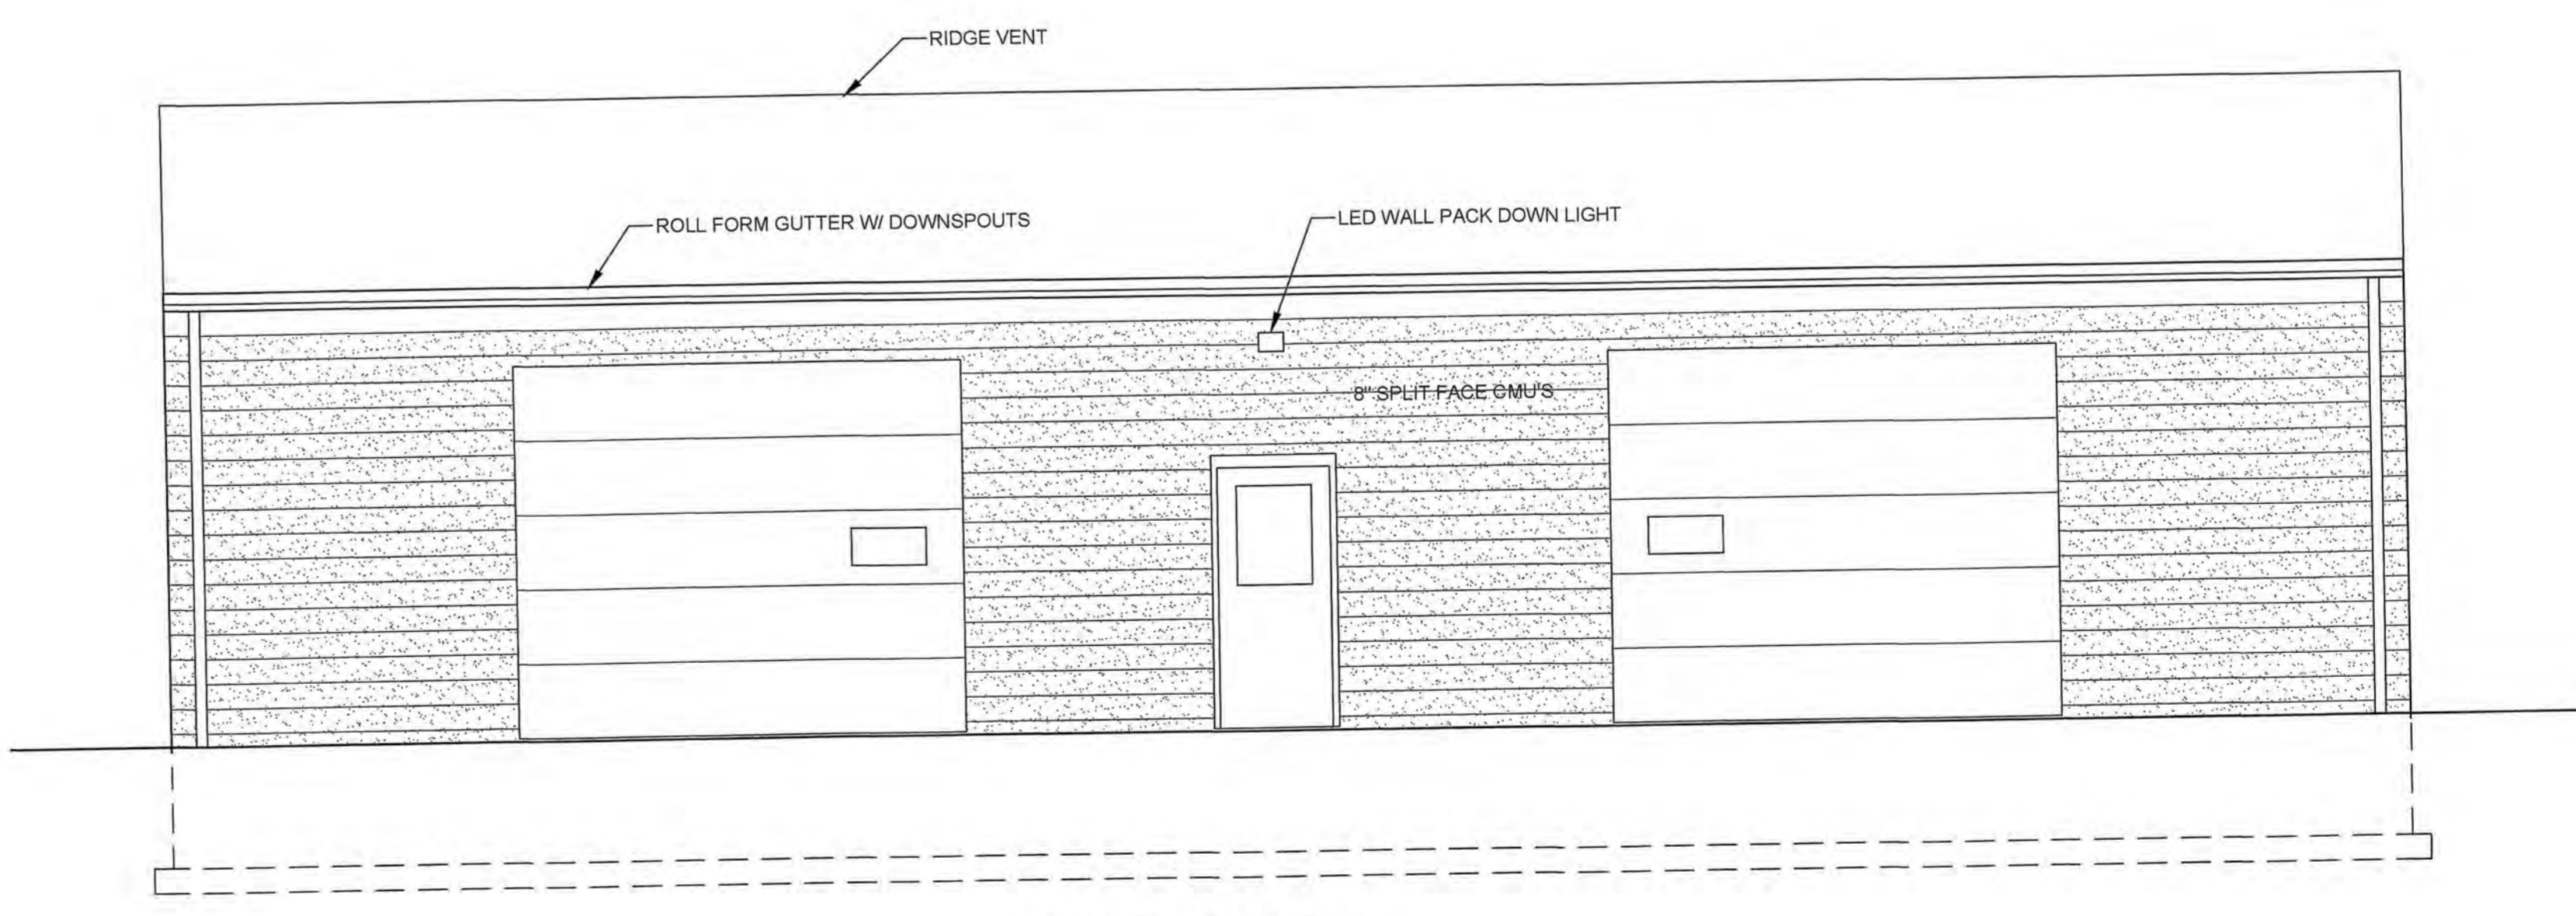 RIDGE VENT
ROLL FORM GUTTER W/ DOWNSPOUTS
LED WALL PACK DOWN LIGHT
8" SPLIT FACE CMU'S